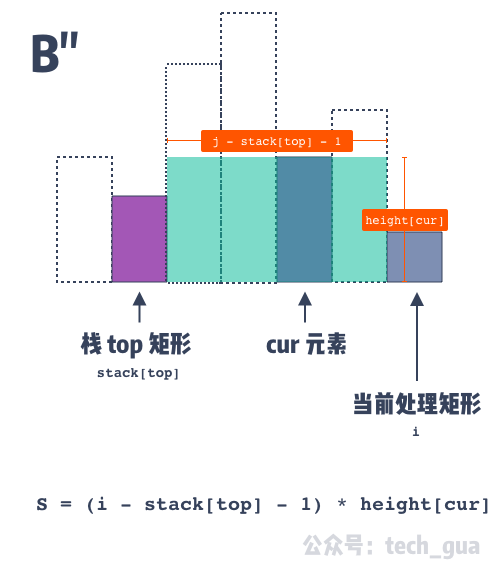 B"
j - stack[top] - 1
height[cur]
栈 top 矩形
stack[top]
cur 元素
当前处理矩形
i
S = (i - stack[top] - 1) * height[cur]
公众号：tech_gua